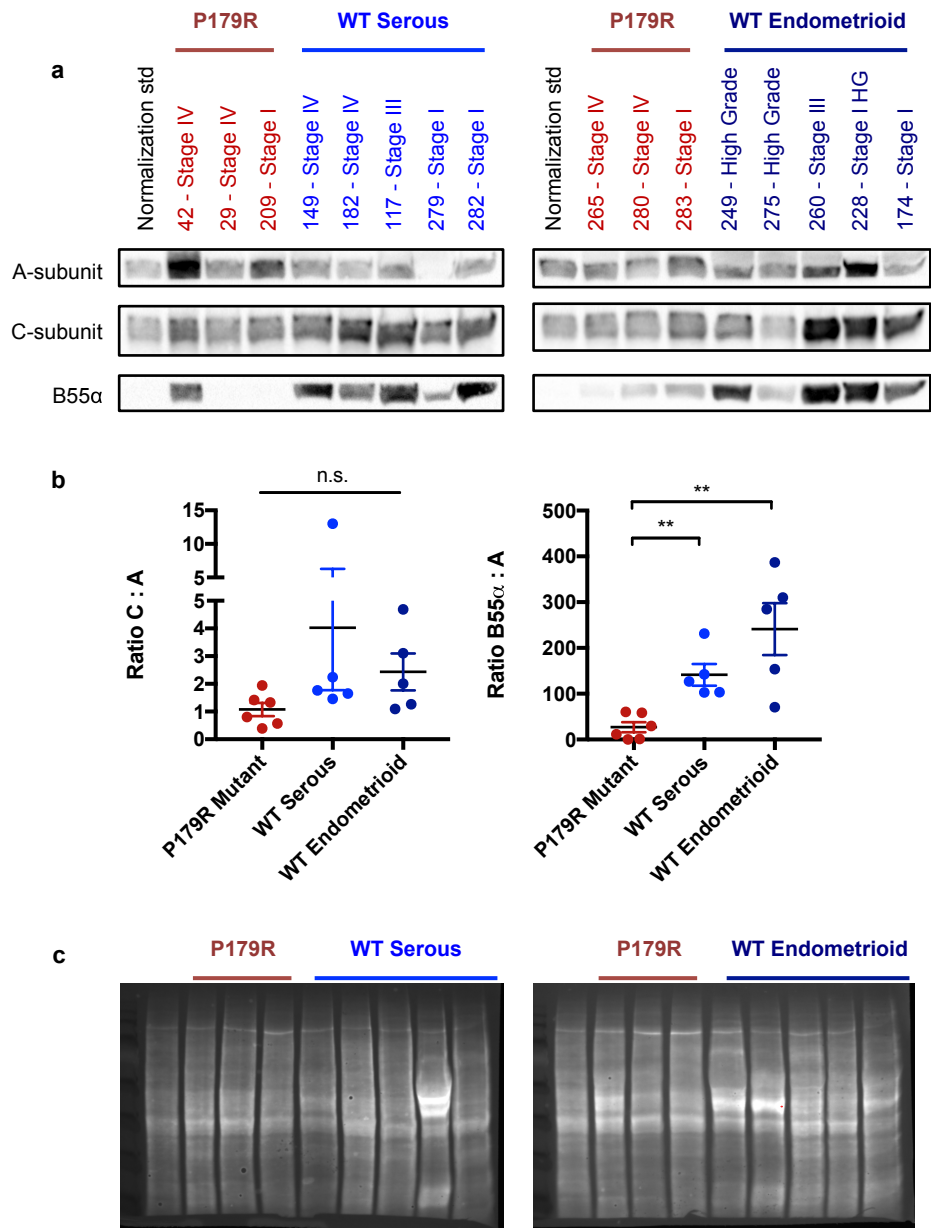 P179R
WT Serous
P179R
WT Endometrioid
a
Normalization std
42 - Stage IV
29 - Stage IV
209 - Stage I
149 - Stage IV
182 - Stage IV
117 - Stage III
279 - Stage I
282 - Stage I
Normalization std
265 - Stage IV
280 - Stage IV
283 - Stage I
249 - High Grade
275 - High Grade
260 - Stage III
228 - Stage I HG
174 - Stage I
A-subunit
C-subunit
B55α
b
n.s.
Ratio C : A
15
10
5
5
4
3
2
1
0
P179R Mutant
WT Serous
WT Endometrioid
**
**
Ratio B55α : A
500
400
300
200
100
0
P179R Mutant
WT Serous
WT Endometrioid
c
P179R
WT Serous
P179R
WT Endometrioid